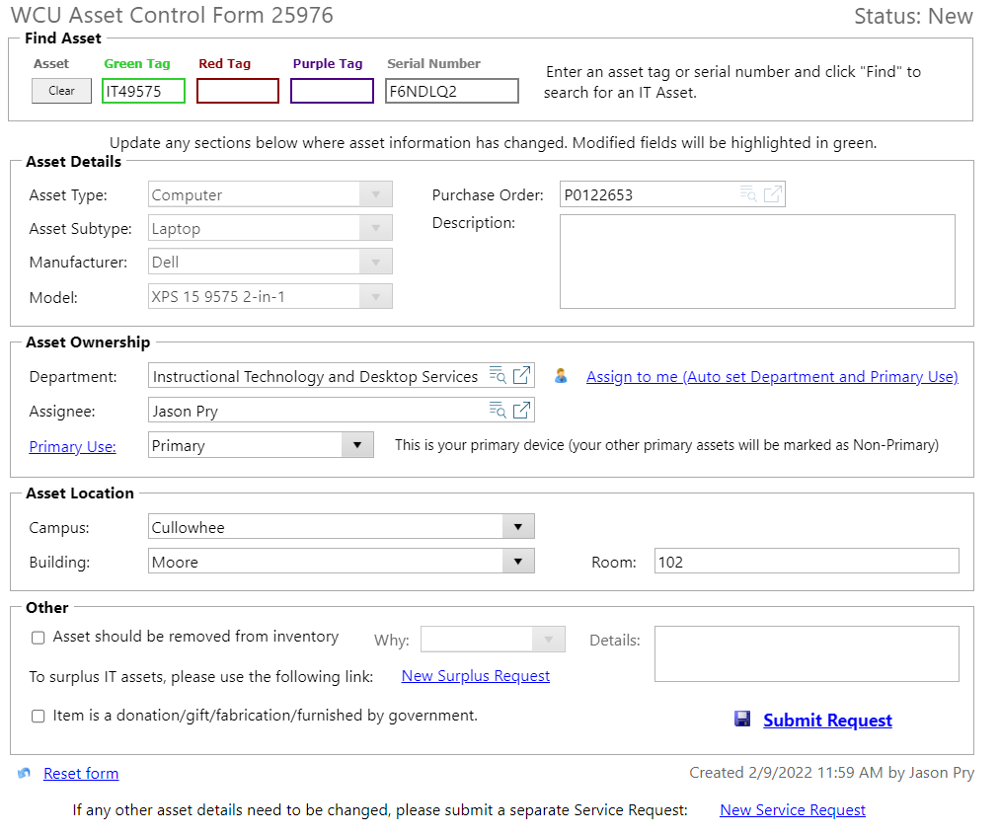 WCU Asset Control Form 25976
Status: New
Find Asset
Asset Green Tag Red Tag Purple Tag Serial Number
Clear IT49575 F6NDLQ2
Enter an asset tag or serial number and click "Find" to
search for an IT Asset.
Update any sections below where asset information has changed. Modified fields will be highlighted in green.
Asset Details
Asset Type: Computer
Purchase Order: P0122653
Asset Subtype: Laptop
Description:
Manufacturer: Dell
Model: XPS 15 9575 2-in-1
Asset Ownership
Department: Instructional Technology and Desktop Services
Assign to me (Auto set Department and Primary Use)
Assignee: Jason Pry
Primary Use: Primary
This is your primary device (your other primary assets will be marked as Non-Primary)
Asset Location
Campus: Cullowhee
Building: Moore
Room: 102
Other
Asset should be removed from inventory
Why:
Details:
To surplus IT assets, please use the following link: New Surplus Request
Item is a donation/gift/fabrication/furnished by government.
Submit Request
Reset form
Created 2/9/2022 11:59 AM by Jason Pry
If any other asset details need to be changed, please submit a separate Service Request: New Service Request